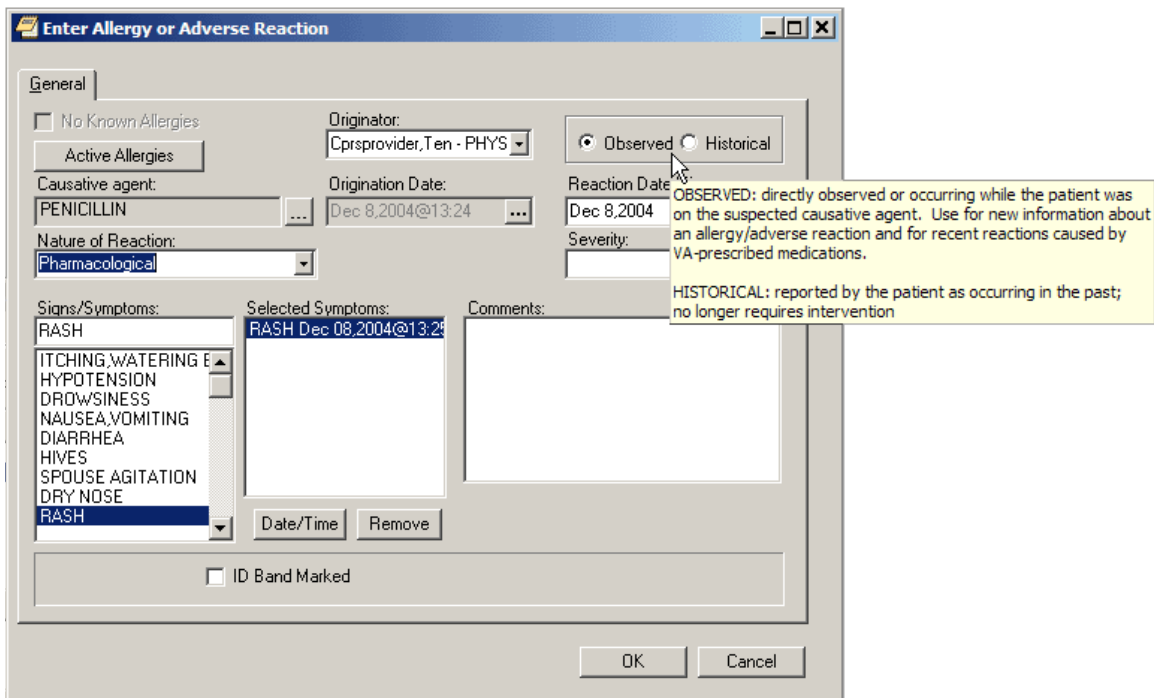 Enter Allergy or Adverse Reaction
General
No Known Allergies
Originator:
Active Allergies
Cprsprovider,Ten - PHYS
Observed
Historical
Causative agent:
Origination Date:
Reaction Date
PENICILLIN
...
Dec 8,2004@13:24
...
Dec 8,2004
Nature of Reaction:
Severity:
Pharmacological
OBSERVED: directly observed or occurring while the patient was
on the suspected causative agent. Use for new information about
an allergy/adverse reaction and for recent reactions caused by
VA-prescribed medications.
HISTORICAL: reported by the patient as occurring in the past;
no longer requires intervention
Signs/Symptoms:
Selected Symptoms:
Comments:
RASH
RASH Dec 08,2004@13:25
ITCHING,WATERING E
HYPOTENSION
DROWSINESS
NAUSEA,VOMITING
DIARRHEA
HIVES
SPOUSE AGITATION
DRY NOSE
RASH
Date/Time
Remove
ID Band Marked
OK
Cancel